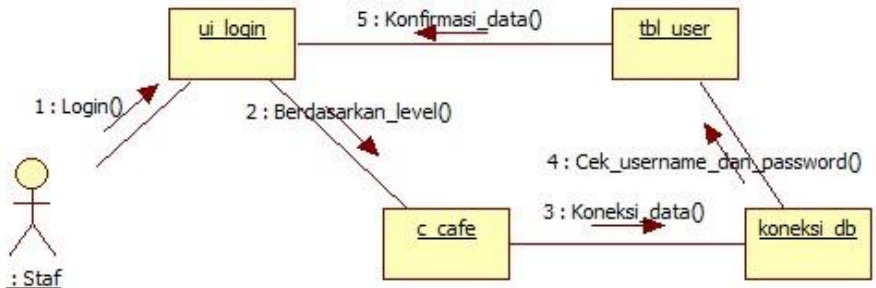 ui_login
5 : Konfirmasi_data()
tbl_user
1 : Login()
2 : Berdasarkan_level()
4 : Cek_username_dan_password()
c_cafe
3 : Koneksi_data()
koneksi_db
: Staf